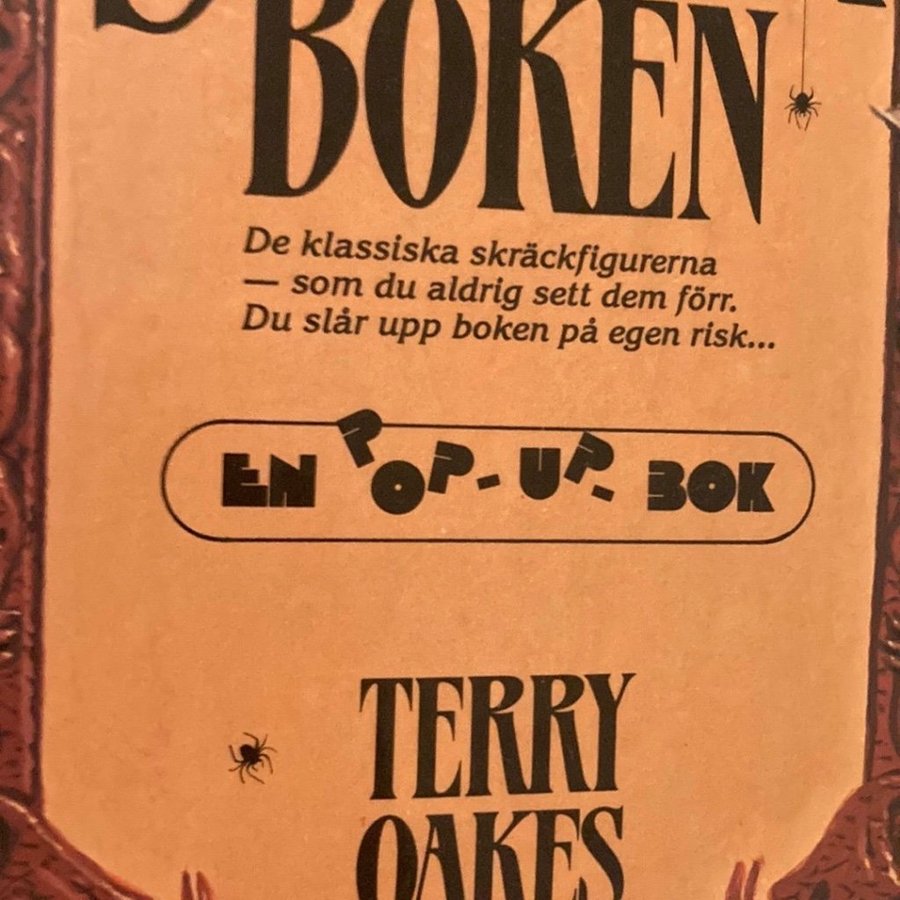 BOKEN
De klassiska skräckfigurerna
— som du aldrig sett dem förr.
Du slår upp boken på egen risk...
EN POP-UP-BOK
TERRY
OAKES